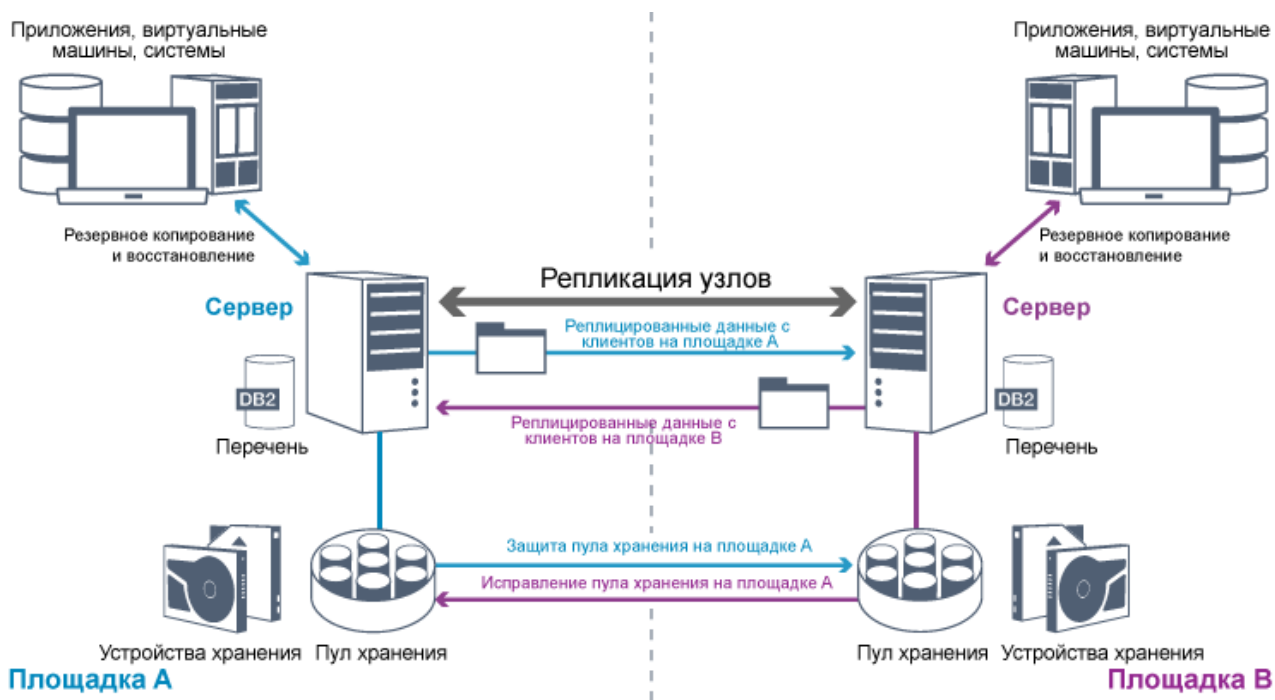 Приложения, виртуальные
машины, системы
Приложения, виртуальные
машины, системы
Резервное копирование
и восстановление
Резервное копирование
и восстановление
Репликация узлов
Сервер
Сервер
Реплицированные данные с
клиентов на площадке А
DB2
DB2
Реплицированные данные с
клиентов на площадке В
Перечень
Перечень
Защита пула хранения на площадке А
Исправление пула хранения на площадке А
Устройства хранения
Пул хранения
Пул хранения
Устройства хранения
Площадка А
Площадка В